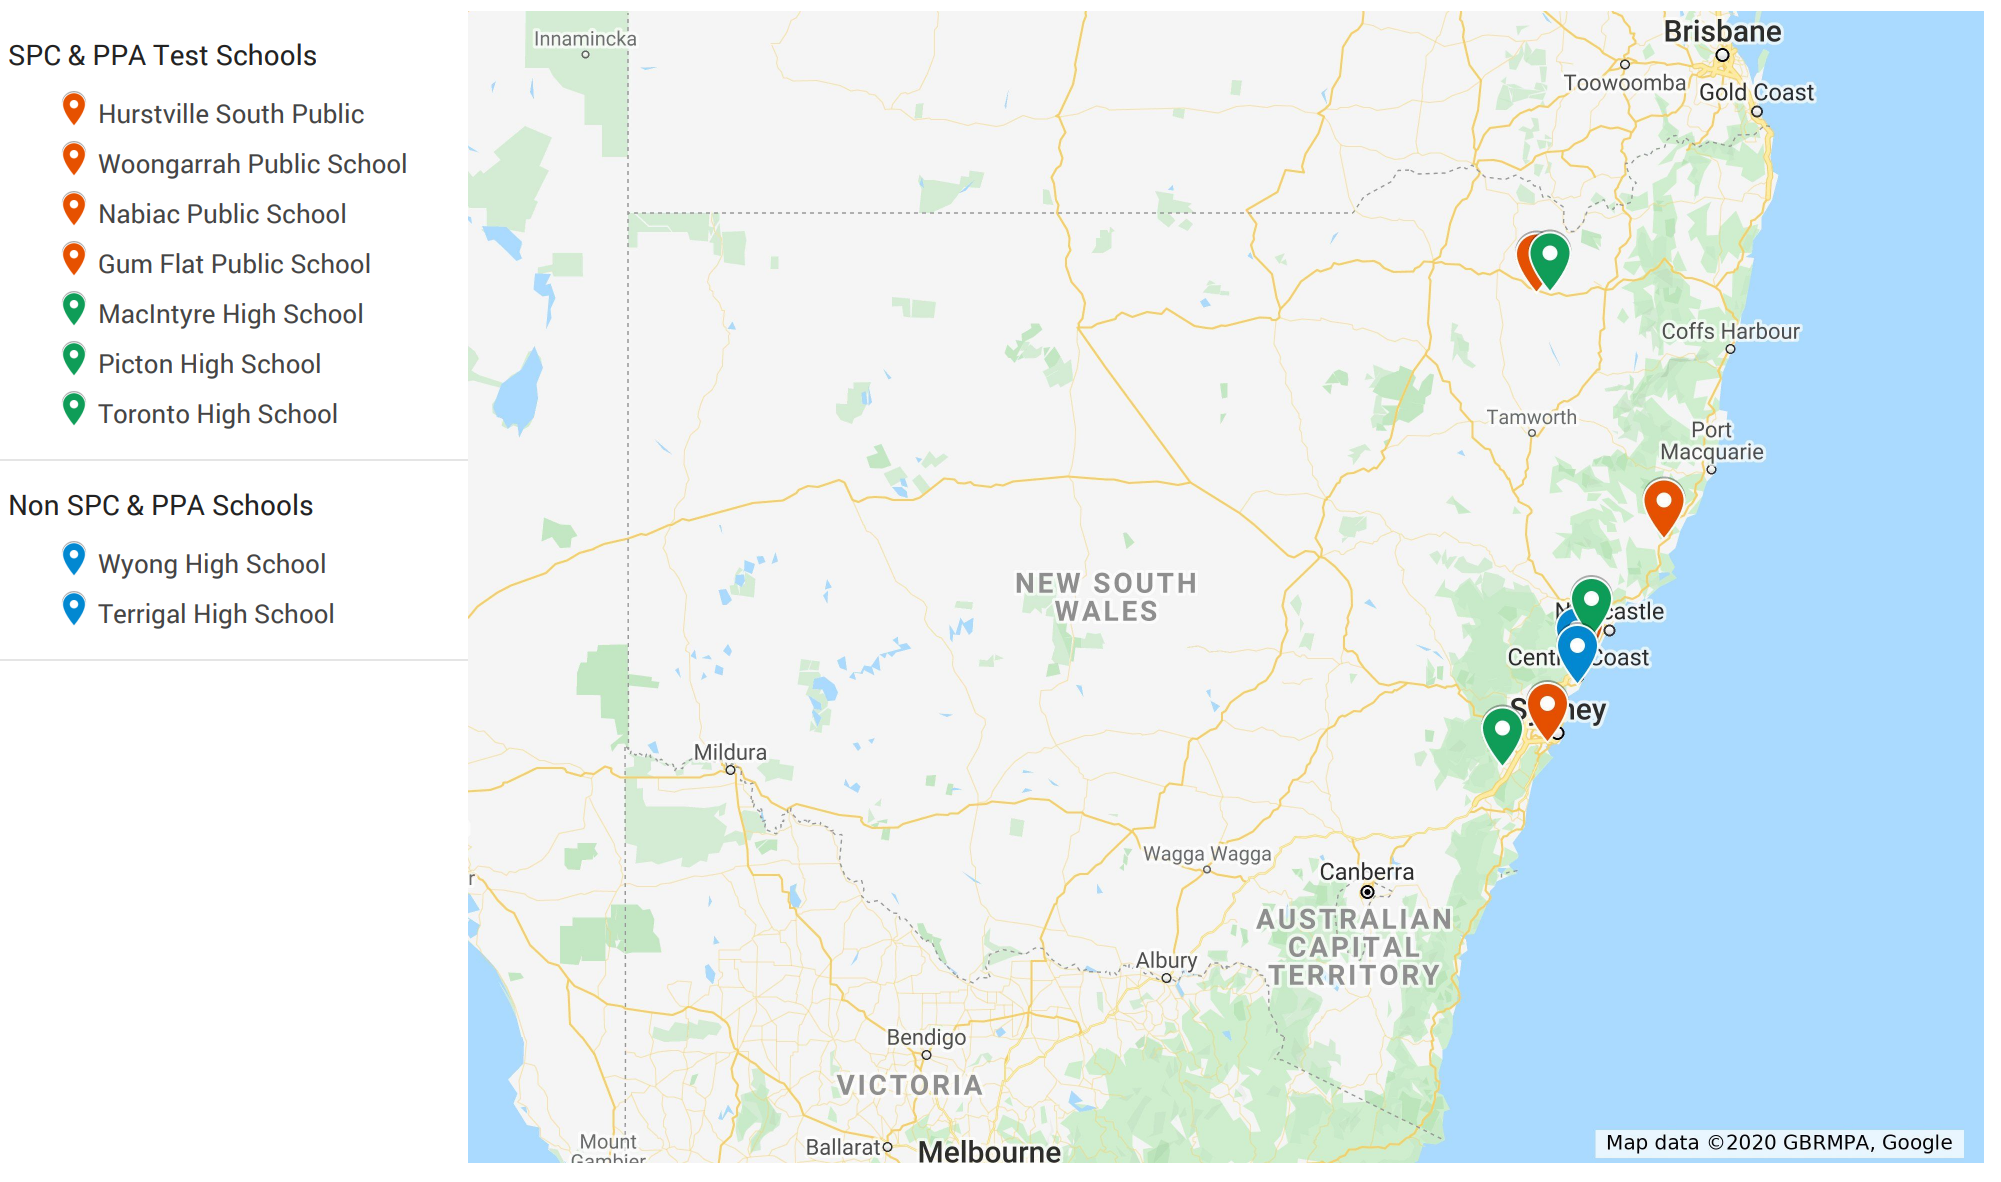 SPC & PPA Test Schools
Hurstville South Public
Woongarrah Public School
Nabiac Public School
Gum Flat Public School
MacIntyre High School
Picton High School
Toronto High School
Non SPC & PPA Schools
Wyong High School
Terrigal High School
Innamincka
Brisbane
Toowoomba
Gold Coast
Coffs Harbour
Tamworth
Port
Macquarie
NEW SOUTH
WALES
Mildura
Wagga Wagga
Canberra
AUSTRALIAN
CAPITAL
TERRITORY
Albury
Bendigo
VICTORIA
Mount
Gambier
Ballarat
Melbourne
Coast
Map data ©2020 GBRMPA, Google